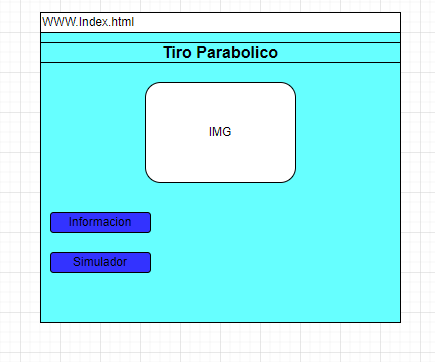 WWW.Index.html
Tiro Parabolico
IMG
Informacion
Simulador